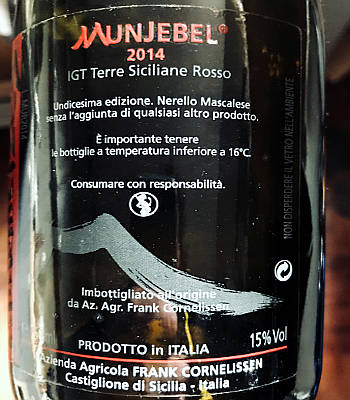 MUNJEBEL®
2014
IGT Terre Siciliane Rosso
Undicesima edizione. Nerello Mascalese
senza l'aggiunta di qualsiasi altro prodotto.
È importante tenere
le bottiglie a temperatura inferiore a 16°C.
Consumare con responsabilità.
Imbottigliato all'origine
da Az. Agr. Frank Cornelissen
ml
15% Vol
PRODOTTO in ITALIA
Azienda Agricola FRANK CORNELISSEN
Castiglione di Sicilia - Italia
NON DISPERDERE IL VETRO NELL'AMBIENTE